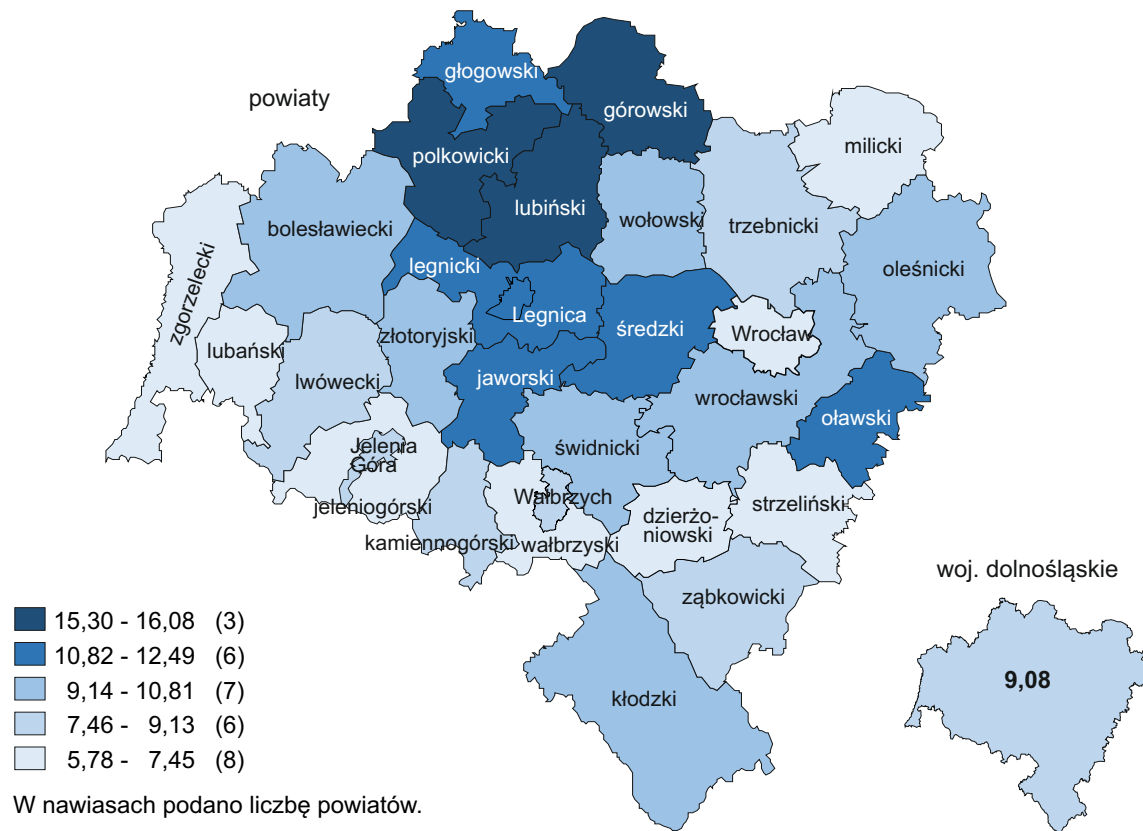 powiaty
głogowski
górowski
milicki
polkowicki
lubiński
wołowski
trzebnicki
bolesławiecki
oleśnicki
legnicki
zgorzelecki
Legnica
średzki
Wrocław
złotoryjski
lubański
lwówecki
jaworski
wrocławski
oławski
Jelenia
Góra
świdnicki
jeleniogórski
Wałbrzych
strzeliński
dzierżo-
niowski
kamiennogórski
wałbrzyski
ząbkowicki
kłodzki
woj. dolnośląskie
9,08
15,30 - 16,08 (3)
10,82 - 12,49 (6)
9,14 - 10,81 (7)
7,46 - 9,13 (6)
5,78 - 7,45 (8)
W nawiasach podano liczbę powiatów.